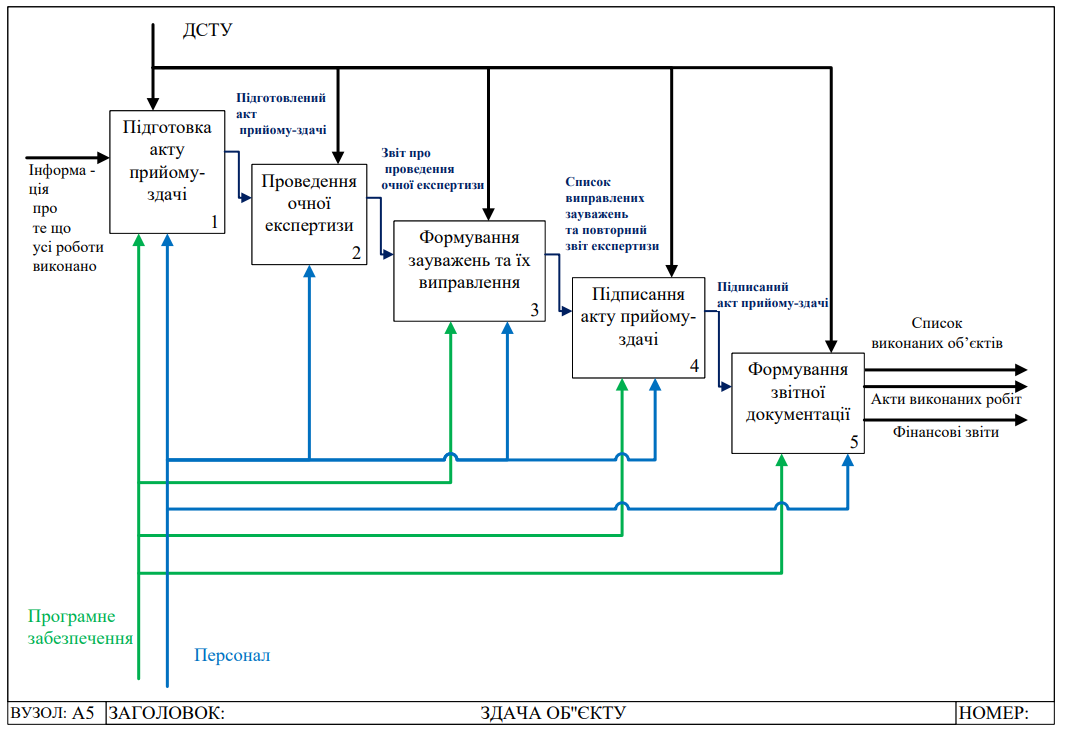 ДСТУ
Підготовка
акту
прийому-
здачі
1
Інформа -
ція
про
те що
усі роботи
виконано
Підготовлений
акт
прийому-здачі
Проведення
очної
експертизи
2
Звіт про
проведення
очної експертизи
Формування
зауважень та їх
виправлення
3
Список
виправлених
зауважень
та повторний
звіт експертизи
Підписання
акту прийому-
здачі
4
Підписаний
акт прийому-здачі
Формування
звітної
документації
5
Список
виконаних об’єктів
Акти виконаних робіт
Фінансові звіти
Програмне
забезпечення
Персонал
ВУЗОЛ: А5 ЗАГОЛОВОК: ЗДАЧА ОБ"ЄКТУ НОМЕР: